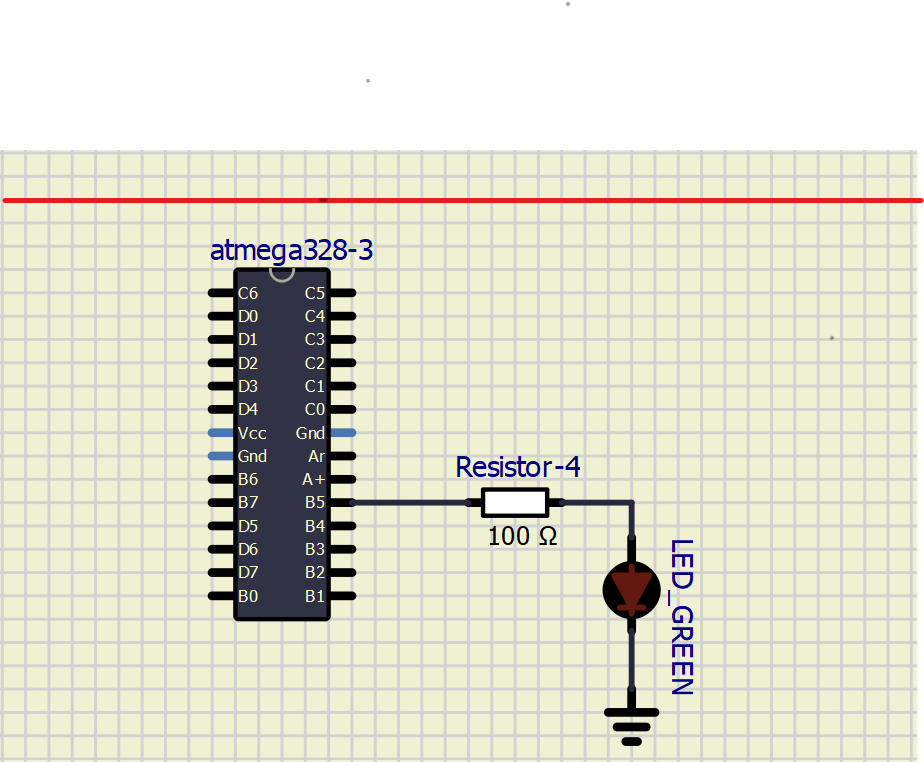 atmega328-3
C6 C5
D0 C4
D1 C3
D2 C2
D3 C1
D4 C0
Vcc Gnd
Gnd Ar
B6 A+
B7 B5
D5 B4
D6 B3
D7 B2
B0 B1
Resistor-4
100 Ω
LED_GREEN